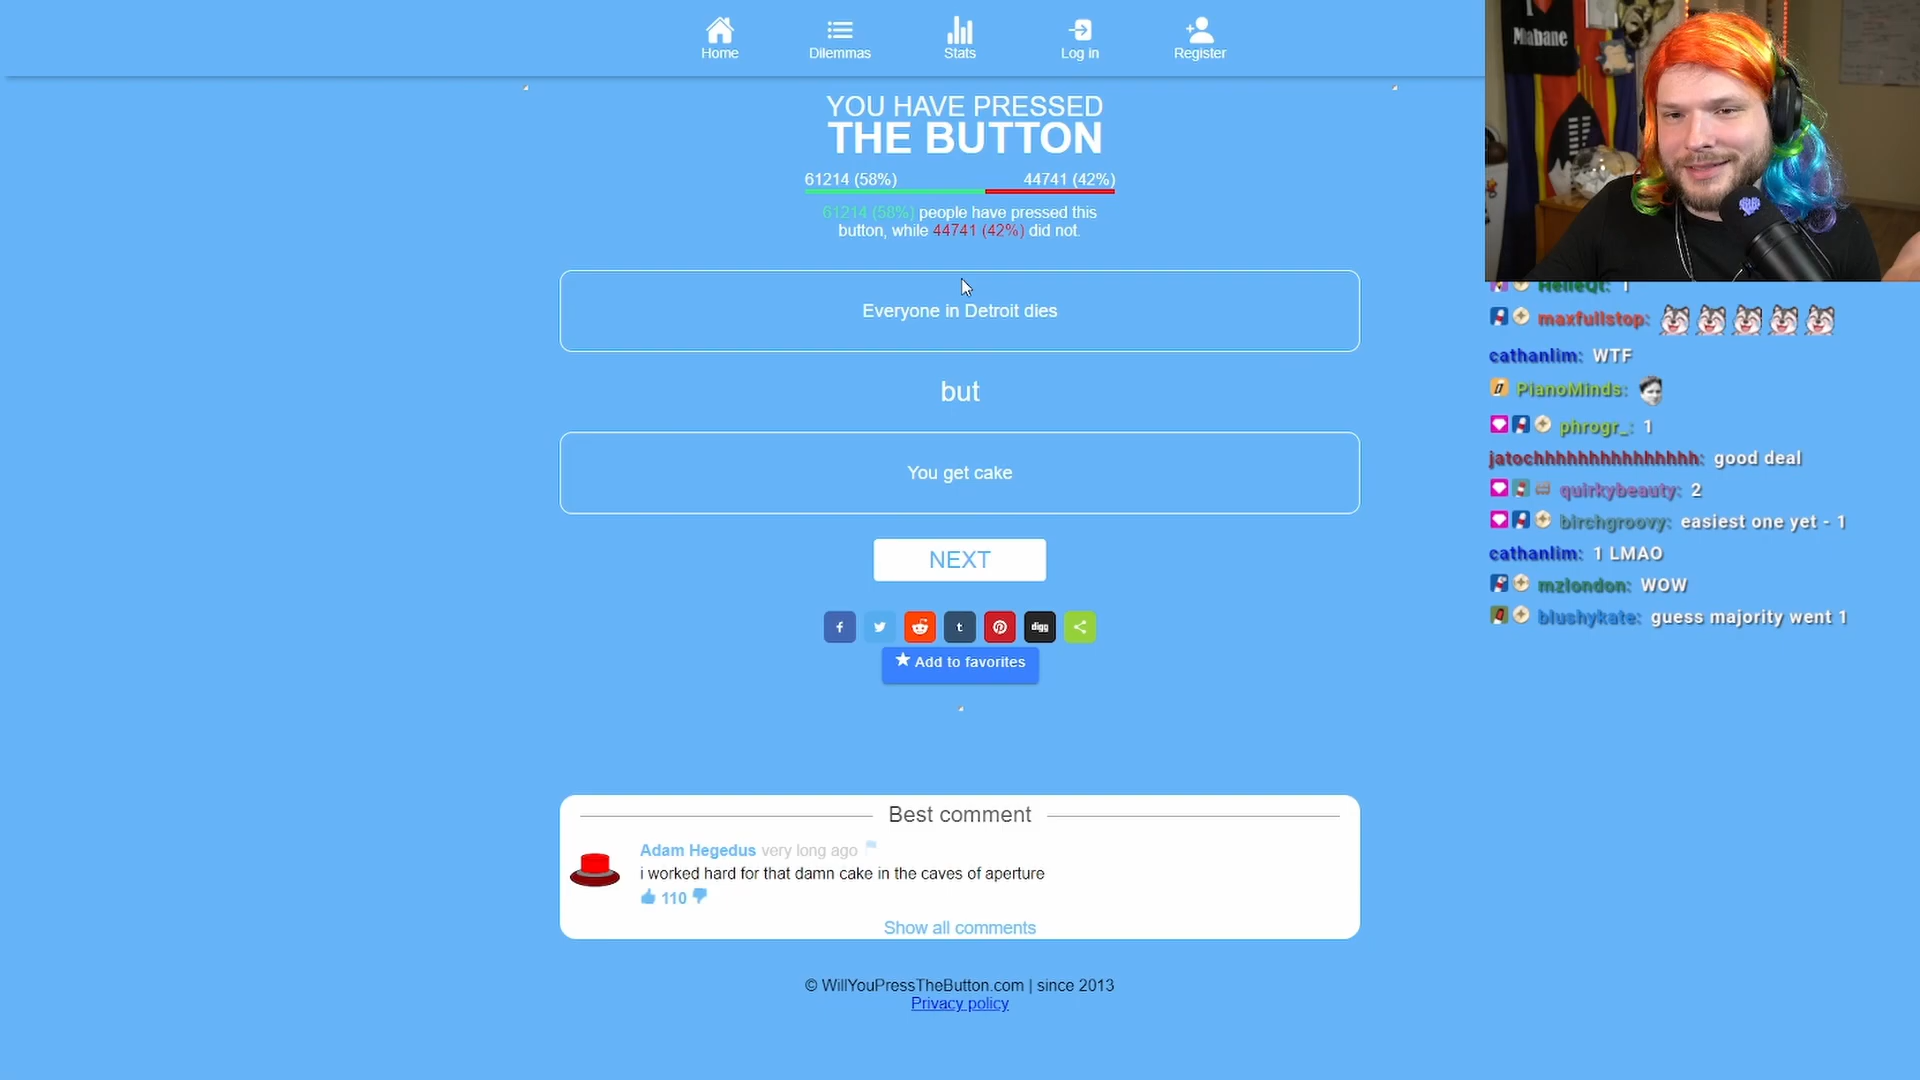 Home
Dilemmas
Stats
Log in
Register
YOU HAVE PRESSED
THE BUTTON
61214 (58%)
44741 (42%)
61214 (58%) people have pressed this
button, while 44741 (42%) did not.
Everyone in Detroit dies
but
You get cake
NEXT
f
t
digg
Add to favorites
Best comment
Adam Hegedus very long ago
i worked hard for that damn cake in the caves of aperture
110
Show all comments
© WillYouPressTheButton.com | since 2013
Privacy policy
HelleQt: 1
maxfullstop:
cathanlim: WTF
PianoMinds:
phrogr_: 1
jatochhhhhhhhhhhhhhhh: good deal
quirkybeauty: 2
birchgroovy: easiest one yet - 1
cathanlim: 1 LMAO
mzlondon: WOW
blushykate: guess majority went 1